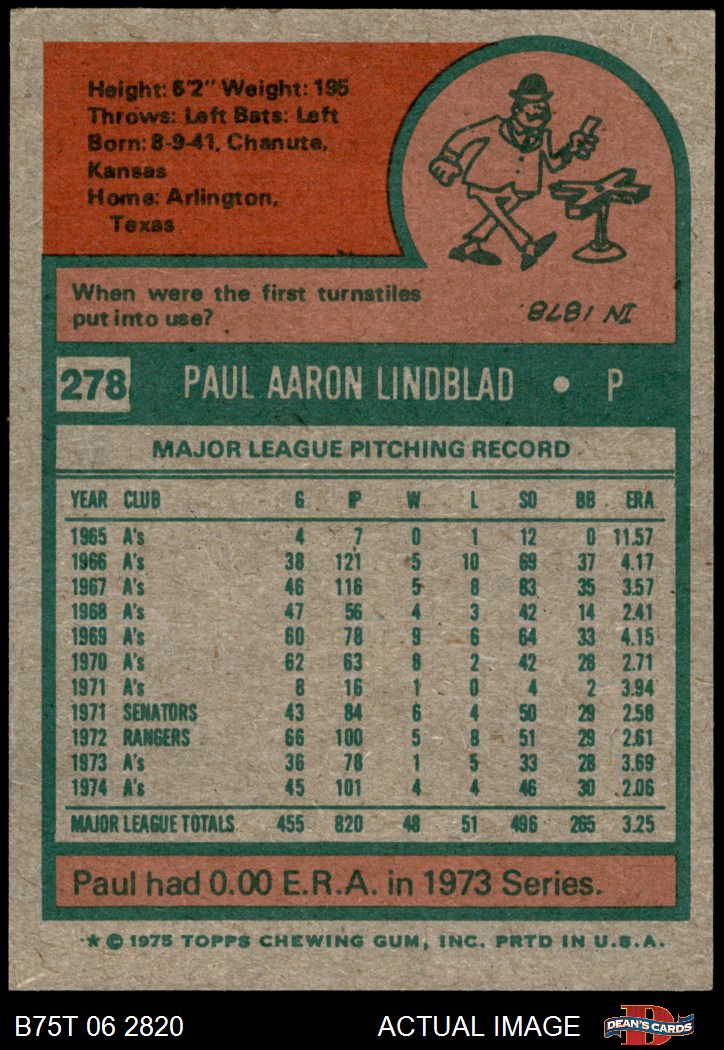 Height: 6'2" Weight: 195
Throws: Left Bats: Left
Born: 8-9-41, Chanute,
Kansas
Home: Arlington,
Texas
When were the first turnstiles
put into use?
IN 1878
278 PAUL AARON LINDBLAD • P
MAJOR LEAGUE PITCHING RECORD
YEAR CLUB G IP W L SO BB ERA
1965 A's 4 7 0 1 12 0 11.57
1966 A's 38 121 5 10 69 37 4.17
1967 A's 46 116 5 8 83 35 3.57
1968 A's 47 56 4 3 42 14 2.41
1969 A's 60 78 9 6 64 33 4.15
1970 A's 62 63 8 2 42 28 2.71
1971 A's 8 16 1 0 4 2 3.94
1971 SENATORS 43 84 6 4 50 29 2.58
1972 RANGERS 66 100 5 8 51 29 2.61
1973 A's 36 78 1 5 33 28 3.69
1974 A's 45 101 4 4 46 30 2.06
MAJOR LEAGUE TOTALS 455 820 48 51 496 265 3.25
Paul had 0.00 E.R.A. in 1973 Series.
* © 1975 TOPPS CHEWING GUM, INC. PRTD IN U.S.A.
B75T 06 2820 ACTUAL IMAGE DEAN'S CARDS